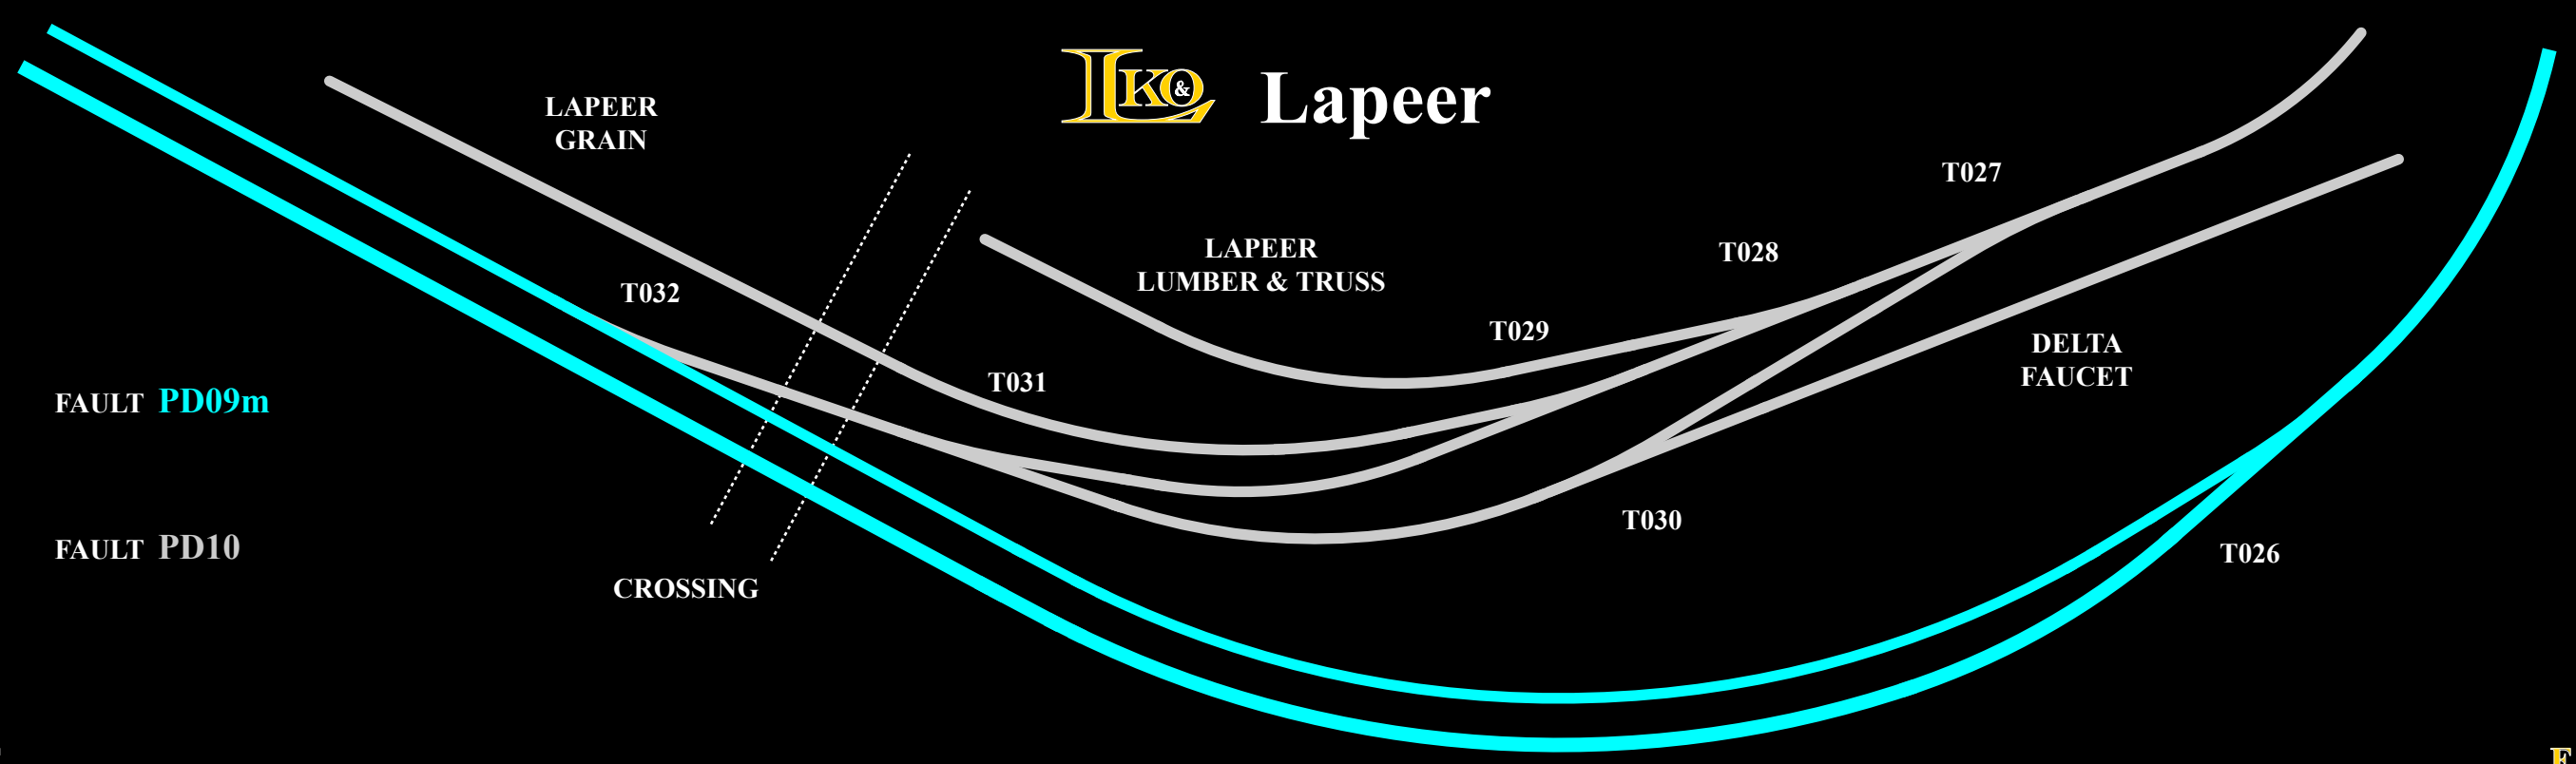 LK&O Lapeer
LAPEER
GRAIN
T027
LAPEER
LUMBER & TRUSS
T028
T032
T029
DELTA
FAUCET
T031
FAULT PD09m
T030
FAULT PD10
T026
CROSSING